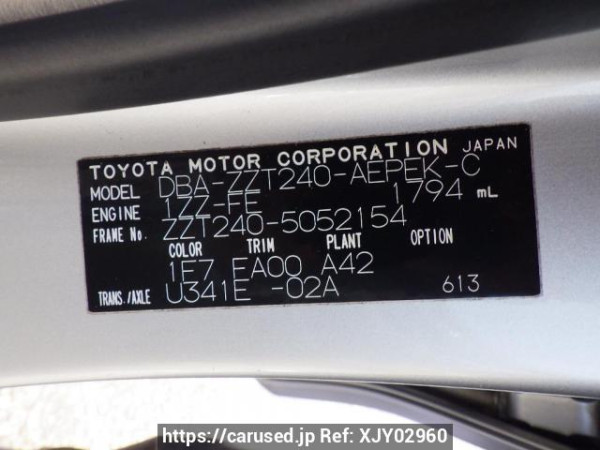 TOYOTA MOTOR CORPORATION JAPAN
MODEL DBA-ZZT240-AEPEK-C
ENGINE 1ZZ-FE 1794 mL
FRAME No. ZZT240-5052154
COLOR TRIM PLANT OPTION
1F7 EA00 A42
TRANS./AXLE U341E -02A 613
https://carused.jp Ref: XJY02960